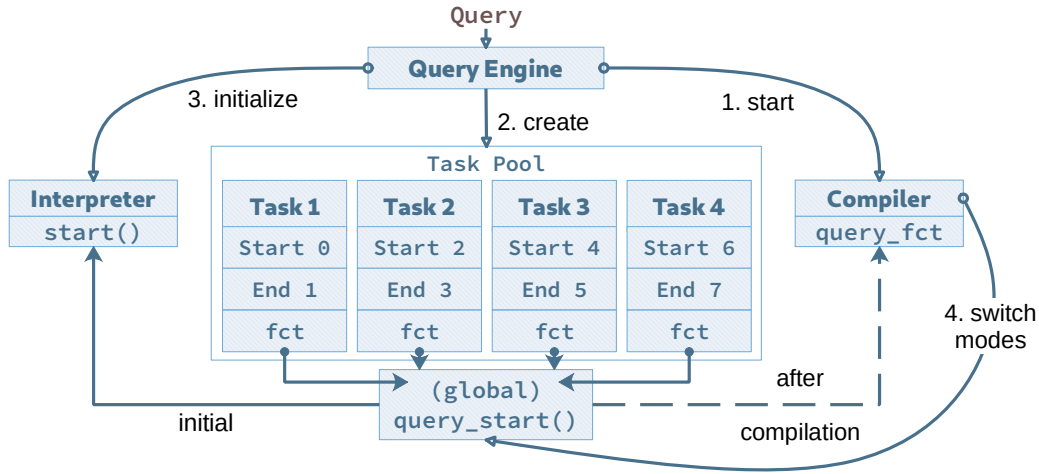 Query
Query Engine
3. initialize
1. start
2. create
Task Pool
Interpreter
start()
Task 1
Start 0
End 1
fct
Task 2
Start 2
End 3
fct
Task 3
Start 4
End 5
fct
Task 4
Start 6
End 7
fct
Compiler
query_fct
4. switch
modes
(global)
query_start()
initial
after
compilation